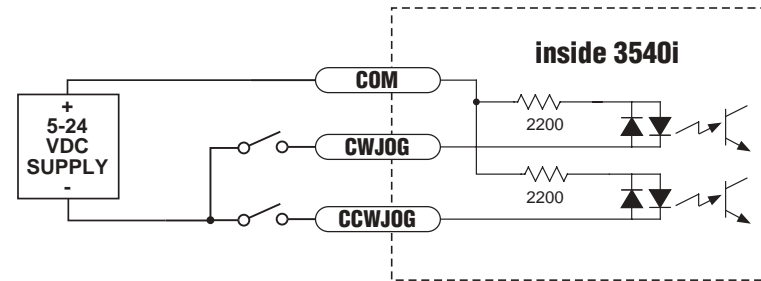 inside 3540i
COM
+
5-24
VDC
SUPPLY
-
2200
CWJOG
2200
CCWJOG